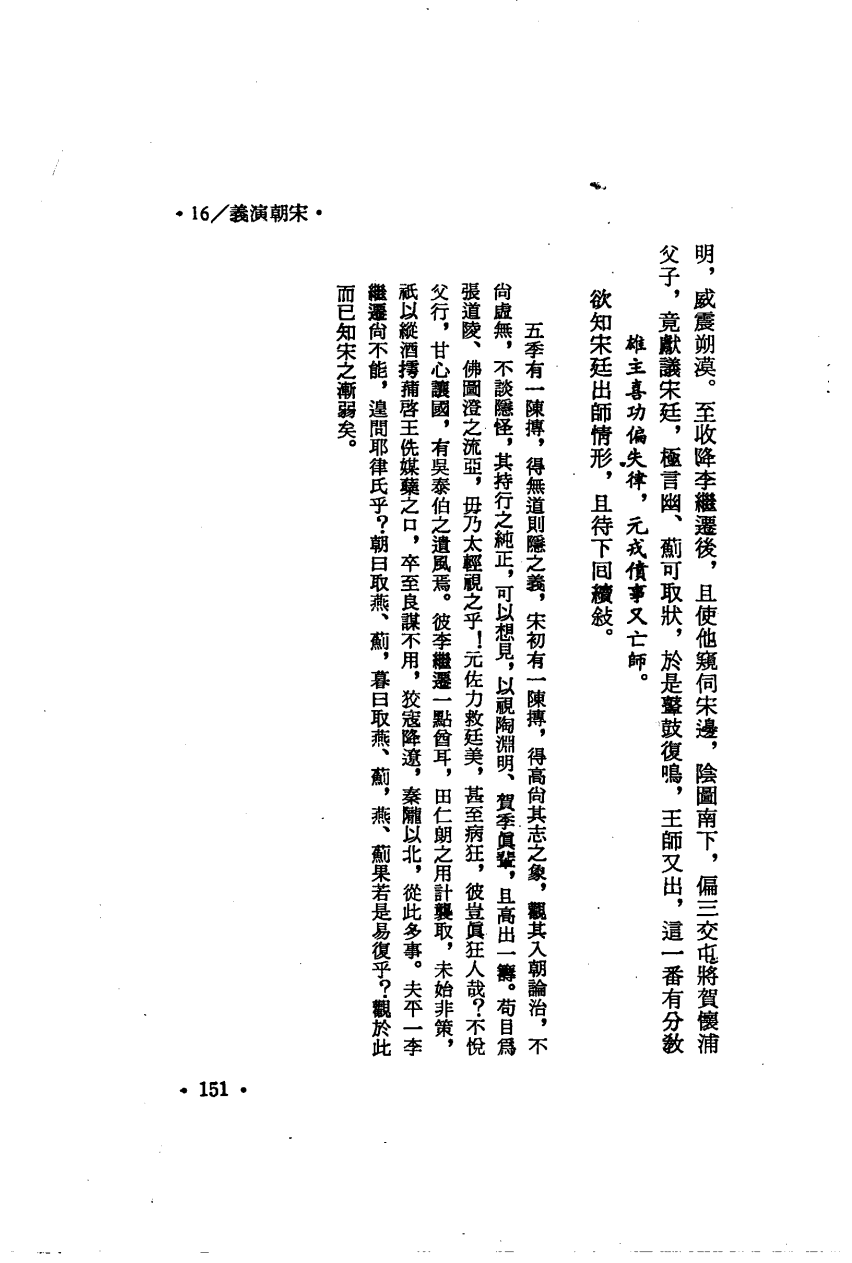 •16/義演朝宋•
明，威震朔漠。至收降李繼遷後，且使他窺伺宋邊，陰圖南下，偏三交屯將賀懷浦
父子，竟獻議宋廷，極言幽、薊可取狀，於是鼙鼓復鳴，王師又出，這一番有分教
雄主喜功偏失律，元戎僨事又亡師。
欲知宋廷出師情形，且待下回續敍。
五季有一陳摶，得無道則隱之義，宋初有一陳摶，得高尙其志之象，觀其入朝論治，不
尙虛無，不談隱怪，其持行之純正，可以想見，以視陶淵明、賀季眞輩，且高出一籌。苟目爲
張道陵、佛圖澄之流亞，毋乃太輕視之乎！元佐力救廷美，甚至病狂，彼豈眞狂人哉？不悅
父行，甘心讓國，有吳泰伯之遺風焉。彼李繼遷一黠酋耳，田仁朗之用計襲取，未始非策，
祇以縱酒摴蒱啓王侁媒蘖之口，卒至良謀不用，狡寇降遼，秦隴以北，從此多事。夫平一李
繼遷尙不能，遑問耶律氏乎？朝日取燕、薊，暮日取燕、薊，燕、薊果若是易復乎？觀於此
而已知宋之漸弱矣。
•151•